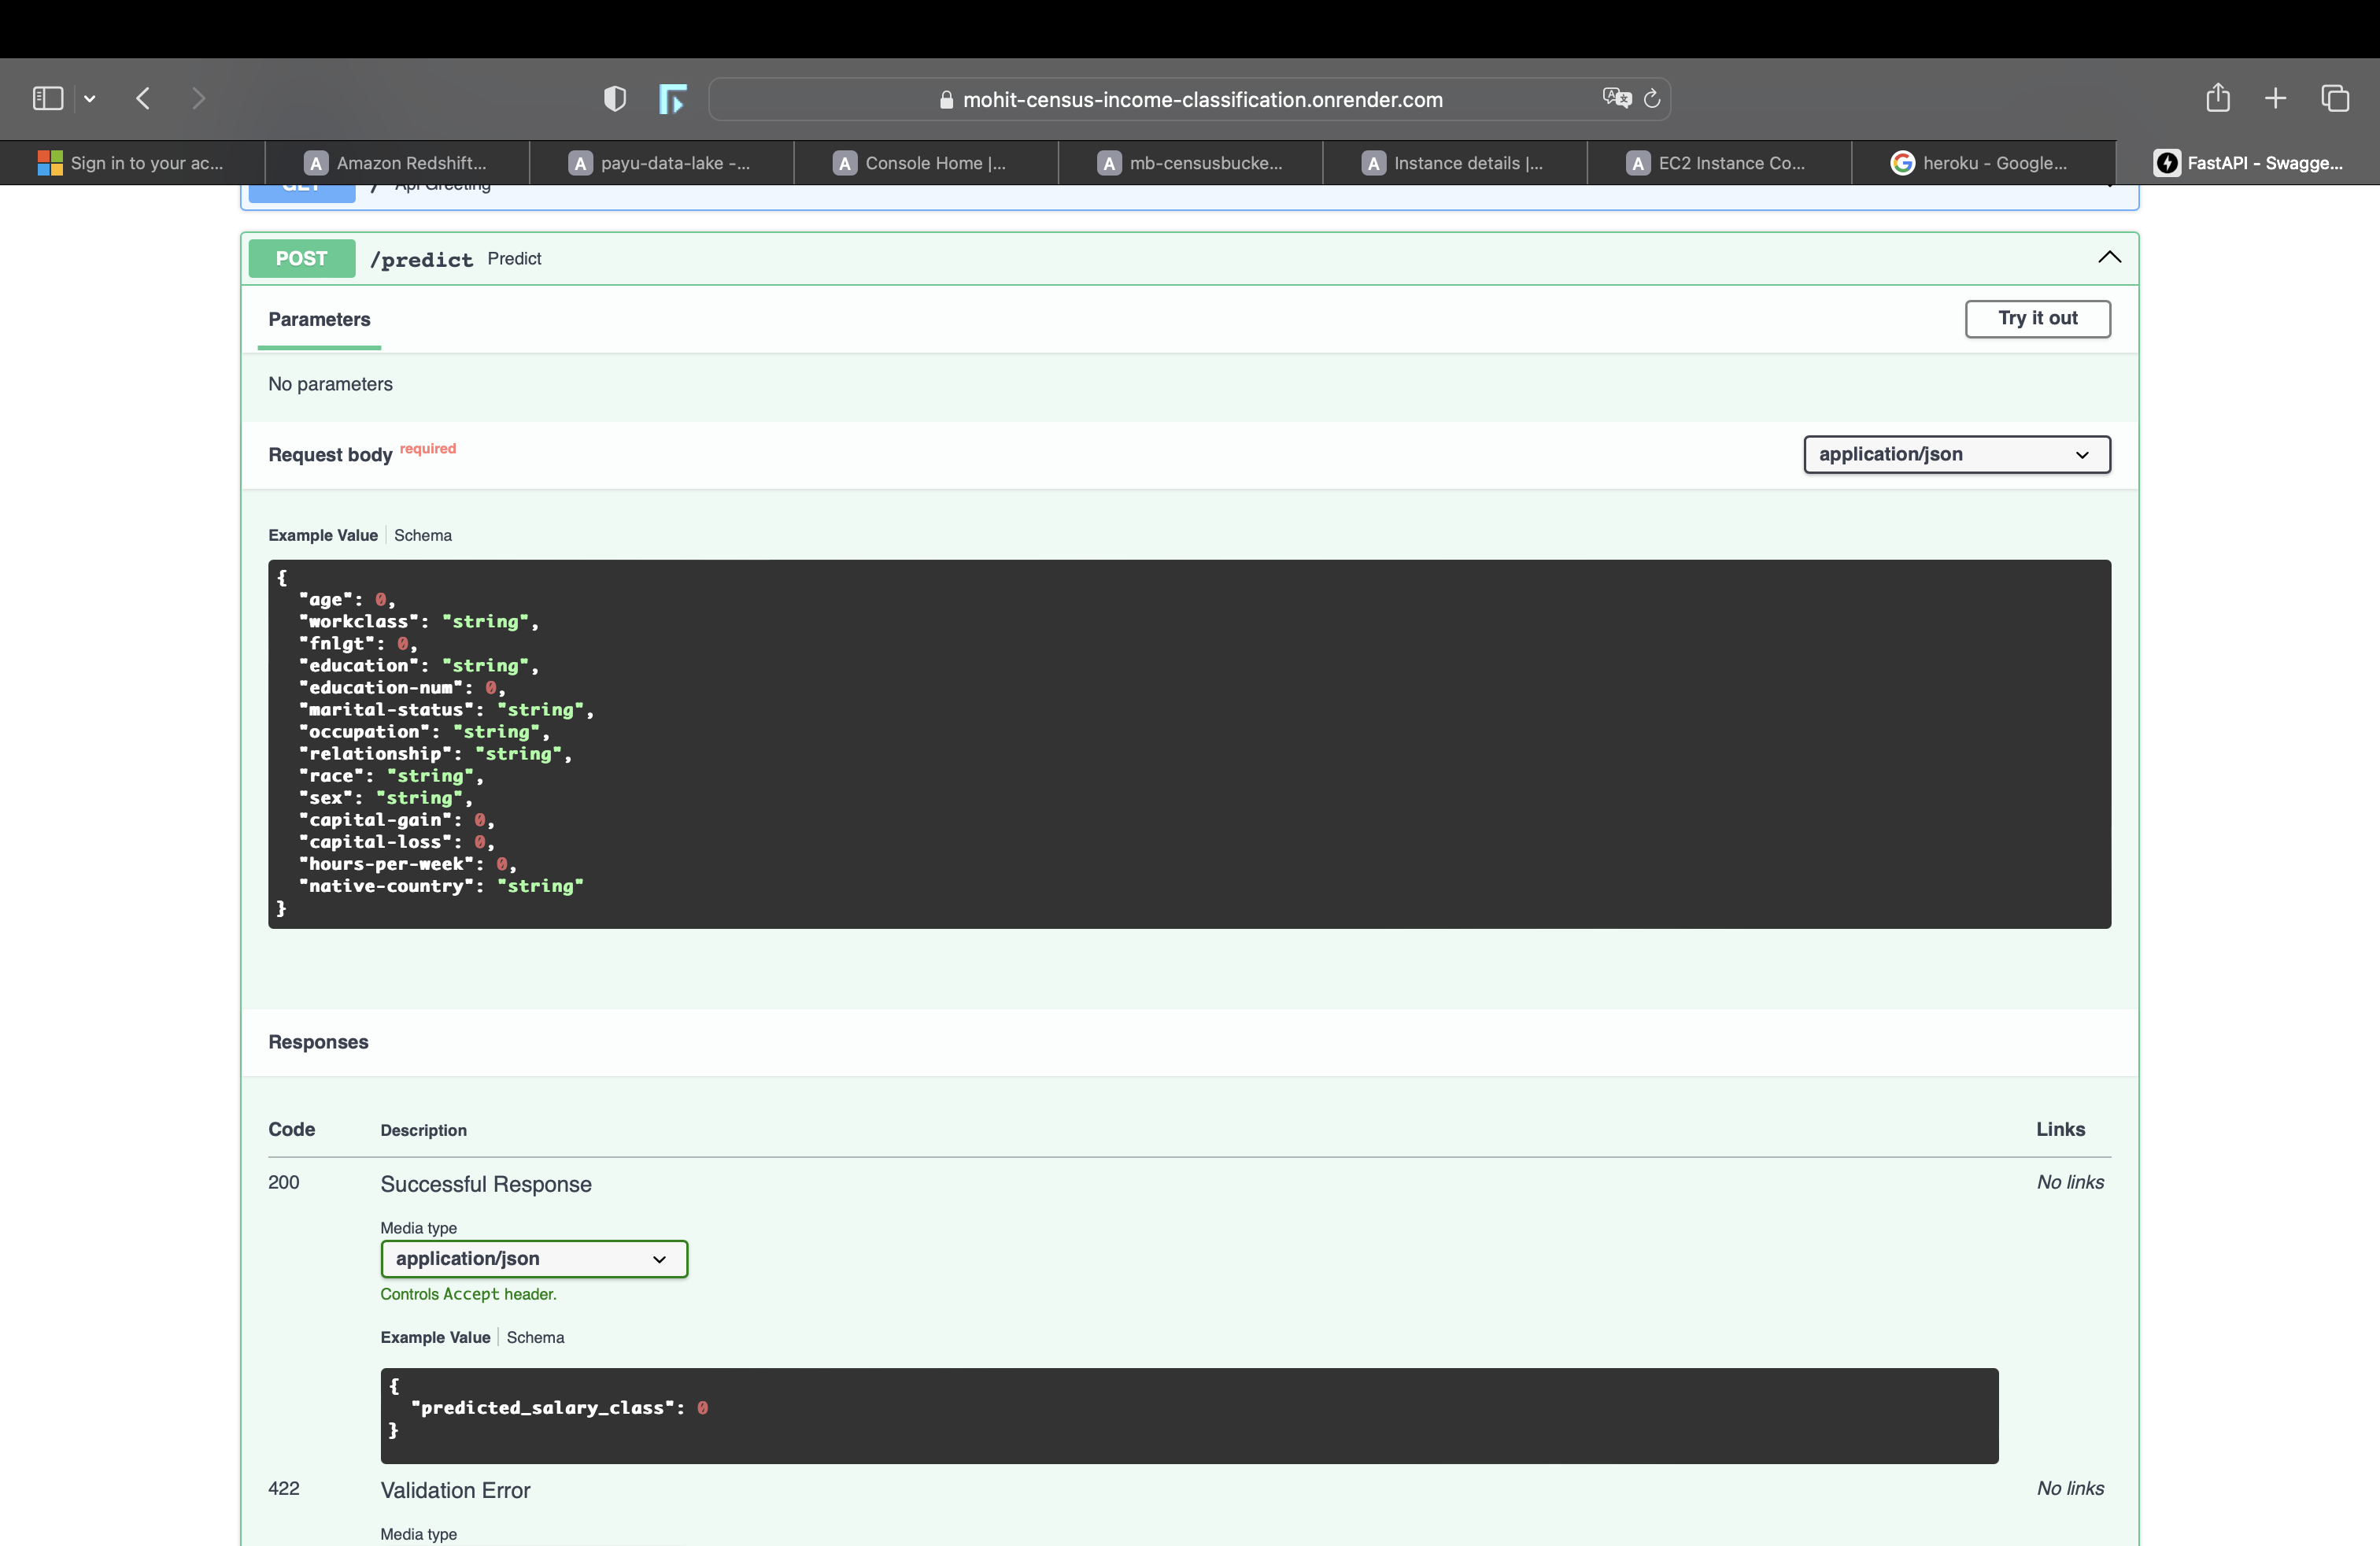 mohit-census-income-classification.onrender.com
Sign in to your ac...
Amazon Redshift...
payu-data-lake -...
Console Home |...
mb-censusbucke...
Instance details |...
EC2 Instance Co...
heroku - Google...
FastAPI - Swagge...
GET / Api Greeting
POST /predict Predict
Parameters
Try it out
No parameters
Request body required
application/json
Example Value Schema
{
"age": 0,
"workclass": "string",
"fnlgt": 0,
"education": "string",
"education-num": 0,
"marital-status": "string",
"occupation": "string",
"relationship": "string",
"race": "string",
"sex": "string",
"capital-gain": 0,
"capital-loss": 0,
"hours-per-week": 0,
"native-country": "string"
}
Responses
Code Description Links
200 Successful Response No links
Media type
application/json
Controls Accept header.
Example Value Schema
{
"predicted_salary_class": 0
}
422 Validation Error No links
Media type